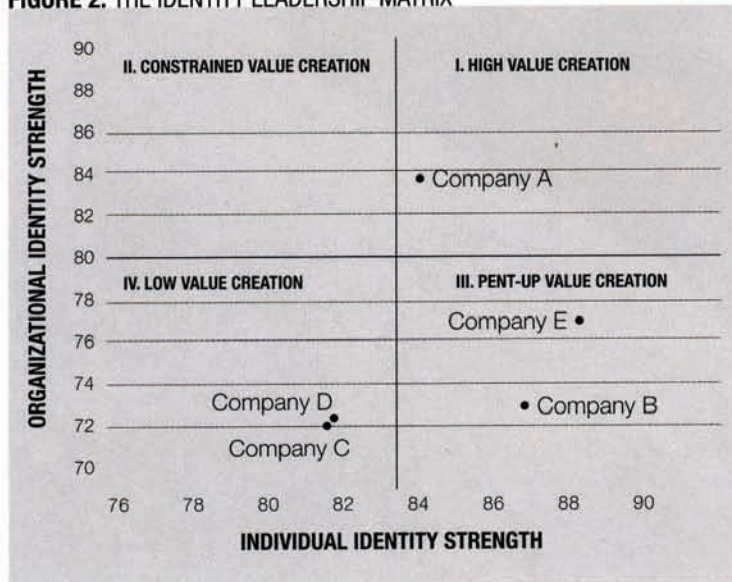 FIGURE 2. THE IDENTITY LEADERSHIP MATRIX
ORGANIZATIONAL IDENTITY STRENGTH
90
88
86
84
82
80
78
76
74
72
70
II. CONSTRAINED VALUE CREATION
I. HIGH VALUE CREATION
Company A
IV. LOW VALUE CREATION
III. PENT-UP VALUE CREATION
Company E
Company D
Company B
Company C
76 78 80 82 84 86 88 90
INDIVIDUAL IDENTITY STRENGTH